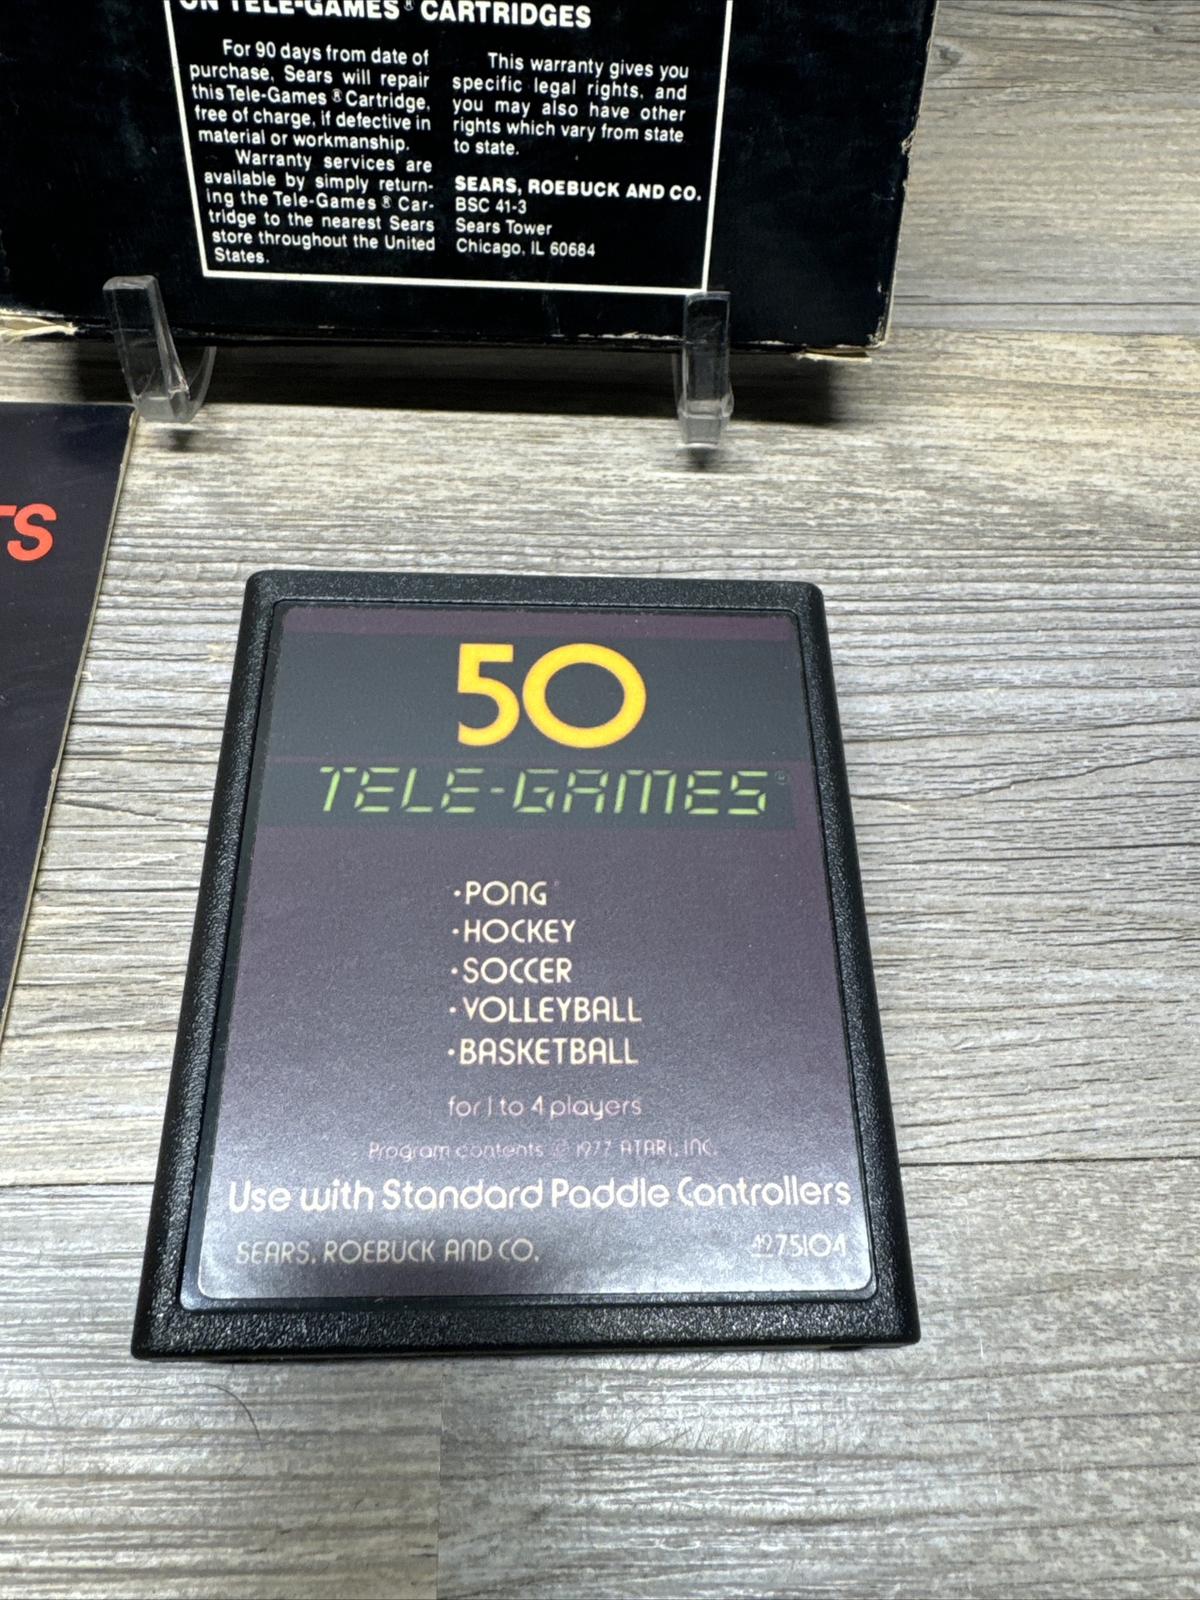 ON TELE-GAMES® CARTRIDGES
For 90 days from date of
purchase, Sears will repair
this Tele-Games® Cartridge,
free of charge, if defective in
material or workmanship.
Warranty services are
available by simply return-
ing the Tele-Games® Car-
tridge to the nearest Sears
store throughout the United
States.
This warranty gives you
specific legal rights, and
you may also have other
rights which vary from state
to state.
SEARS, ROEBUCK AND CO.
BSC 41-3
Sears Tower
Chicago, IL 60684
TS
50
TELE-GAMES®
•PONG®
•HOCKEY
•SOCCER
•VOLLEYBALL
•BASKETBALL
for 1 to 4 players
Program contents © 1977 ATARI, INC.
Use with Standard Paddle Controllers
SEARS, ROEBUCK AND CO.
4975104